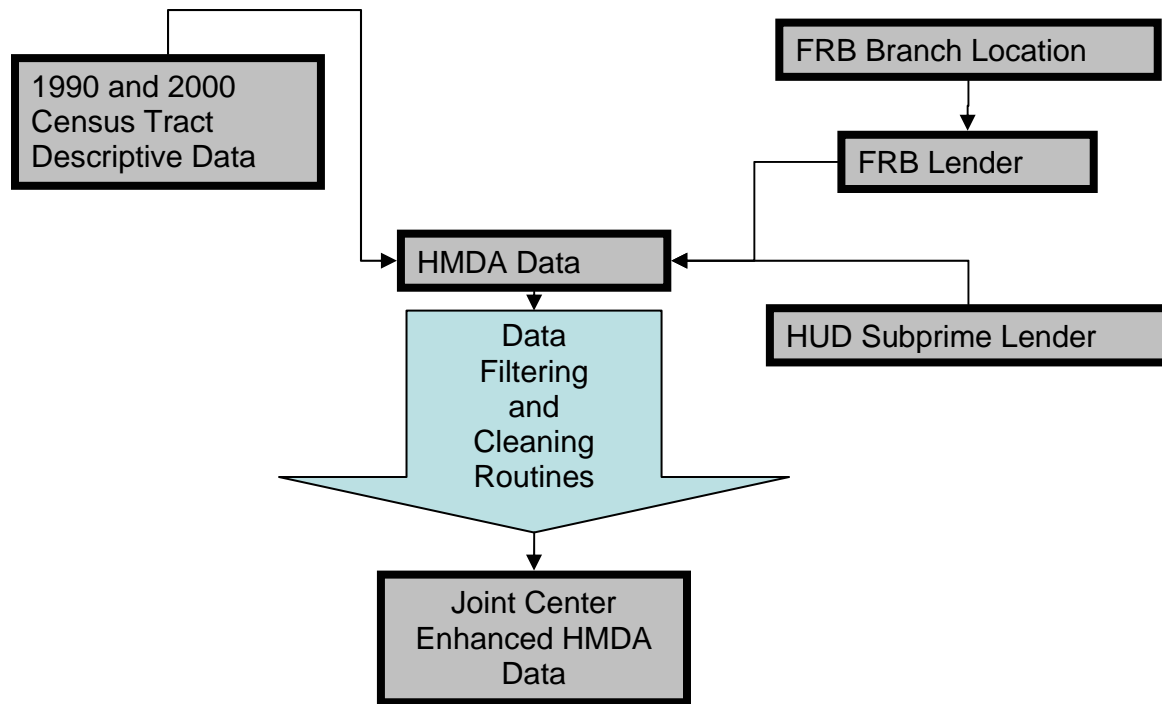 1990 and 2000
Census Tract
Descriptive Data
FRB Branch Location
FRB Lender
HMDA Data
HUD Subprime Lender
Data
Filtering
and
Cleaning
Routines
Joint Center
Enhanced HMDA
Data